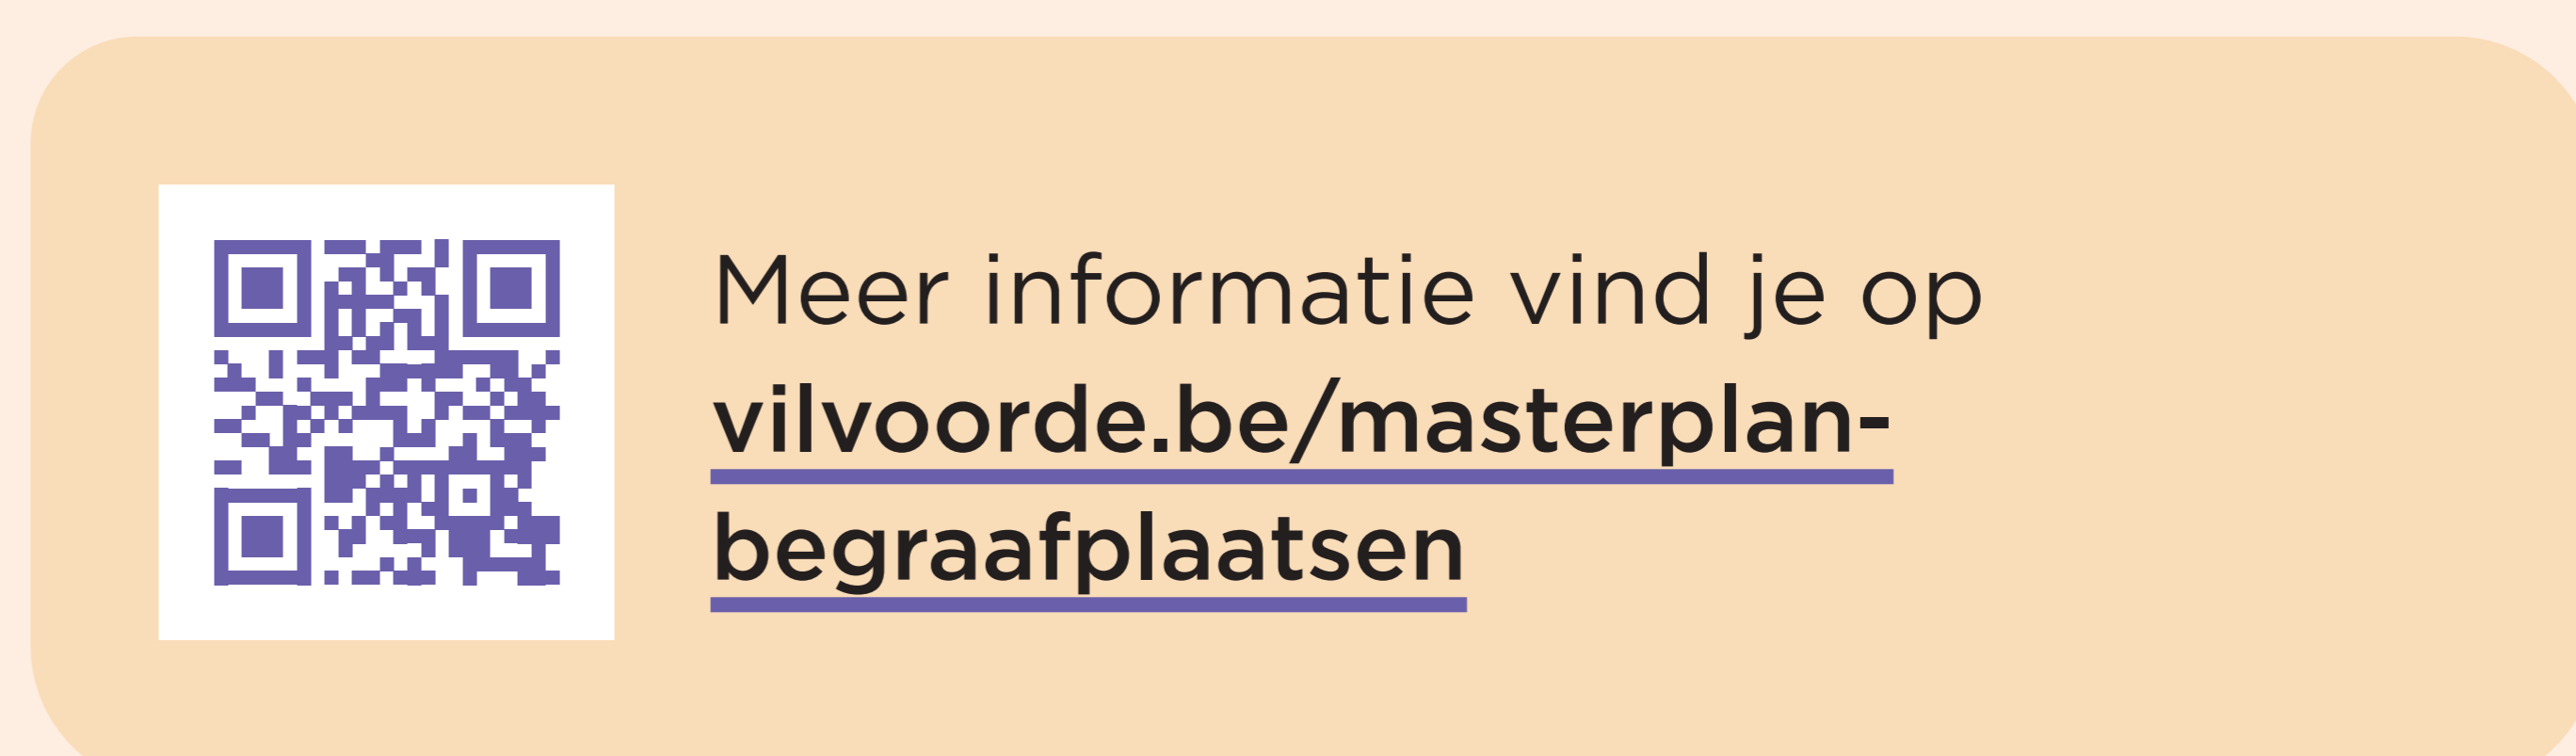 Meer informatie vind je op
vilvoorde.be/masterplan-
begraafplaatsen